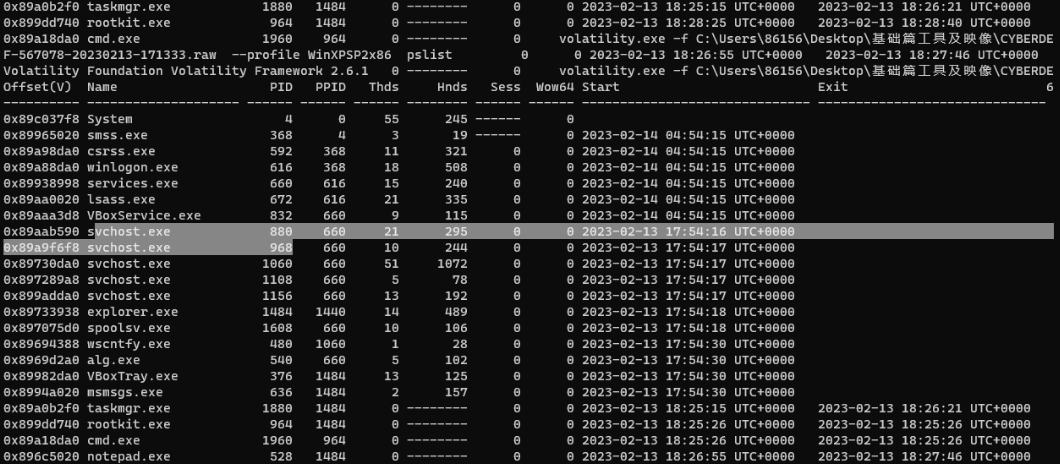 0x89a0b2f0 taskmgr.exe 1880 1484 0 -------- 0 0 2023-02-13 18:25:15 UTC+0000 2023-02-13 18:26:21 UTC+0000
0x899dd740 rootkit.exe 964 1484 0 -------- 0 0 2023-02-13 18:28:25 UTC+0000 2023-02-13 18:28:40 UTC+0000
0x89a18da0 cmd.exe 1960 964 0 -------- volatility.exe -f C:\Users\86156\Desktop\基础篇工具及映像\CYBERDE
F-567078-20230213-171333.raw --profile WinXPSP2x86 pslist 0 0 2023-02-13 18:26:55 UTC+0000 2023-02-13 18:27:46 UTC+0000
Volatility Foundation Volatility Framework 2.6.1 0 -------- volatility.exe -f C:\Users\86156\Desktop\基础篇工具及映像\CYBERDE
Offset(V) Name PID PPID Thds Hnds Sess Wow64 Start Exit 6
---------- -------------------- ------ ------ ------ -------- ------ ------ ------------------------------ ------------------------------
0x89c037f8 System 4 0 55 245 ------ 0
0x89965020 smss.exe 368 4 3 19 ------ 0 2023-02-14 04:54:15 UTC+0000
0x89a98da0 csrss.exe 592 368 11 321 0 0 2023-02-14 04:54:15 UTC+0000
0x89a88da0 winlogon.exe 616 368 18 508 0 0 2023-02-14 04:54:15 UTC+0000
0x89938998 services.exe 660 616 15 240 0 0 2023-02-14 04:54:15 UTC+0000
0x89aa0020 lsass.exe 672 616 21 335 0 0 2023-02-14 04:54:15 UTC+0000
0x89aaa3d8 VBoxService.exe 832 660 9 115 0 0 2023-02-14 04:54:15 UTC+0000
0x89aab590 svchost.exe 880 660 21 295 0 0 2023-02-13 17:54:16 UTC+0000
0x89a9f6f8 svchost.exe 968 660 10 244 0 0 2023-02-13 17:54:17 UTC+0000
0x89730da0 svchost.exe 1060 660 51 1072 0 0 2023-02-13 17:54:17 UTC+0000
0x897289a8 svchost.exe 1108 660 5 78 0 0 2023-02-13 17:54:17 UTC+0000
0x899adda0 svchost.exe 1156 660 13 192 0 0 2023-02-13 17:54:17 UTC+0000
0x89733938 explorer.exe 1484 1440 14 489 0 0 2023-02-13 17:54:18 UTC+0000
0x897075d0 spoolsv.exe 1608 660 10 106 0 0 2023-02-13 17:54:18 UTC+0000
0x89694388 wscntfy.exe 480 1060 1 28 0 0 2023-02-13 17:54:30 UTC+0000
0x8969d2a0 alg.exe 540 660 5 102 0 0 2023-02-13 17:54:30 UTC+0000
0x89982da0 VBoxTray.exe 376 1484 13 125 0 0 2023-02-13 17:54:30 UTC+0000
0x8994a020 msmsgs.exe 636 1484 2 157 0 0 2023-02-13 17:54:30 UTC+0000
0x89a0b2f0 taskmgr.exe 1880 1484 0 -------- 0 0 2023-02-13 18:25:15 UTC+0000 2023-02-13 18:26:21 UTC+0000
0x899dd740 rootkit.exe 964 1484 0 -------- 0 0 2023-02-13 18:25:26 UTC+0000 2023-02-13 18:25:26 UTC+0000
0x89a18da0 cmd.exe 1960 964 0 -------- 0 0 2023-02-13 18:25:26 UTC+0000 2023-02-13 18:25:26 UTC+0000
0x896c5020 notepad.exe 528 1484 0 -------- 0 0 2023-02-13 18:26:55 UTC+0000 2023-02-13 18:27:46 UTC+0000